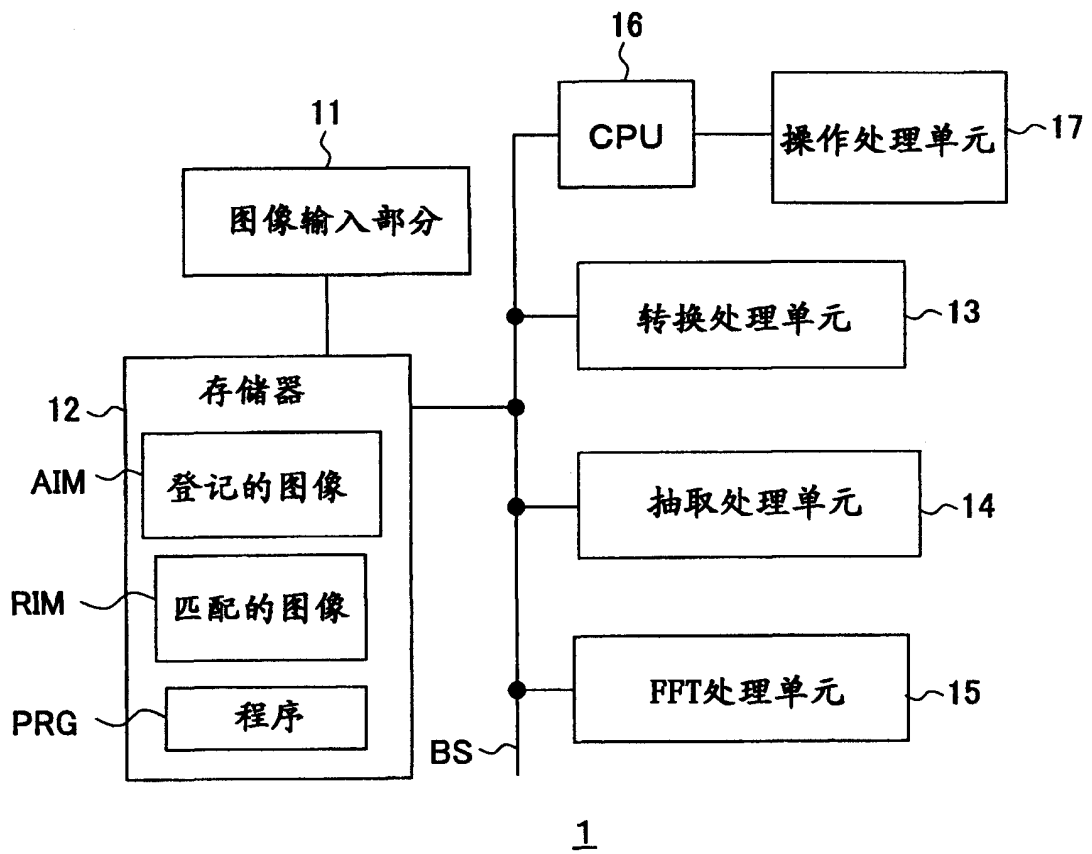 16
CPU
操作处理单元
17
11
图像输入部分
转换处理单元
13
12
存储器
AIM
登记的图像
抽取处理单元
14
RIM
匹配的图像
FFT处理单元
15
PRG
程序
BS
1